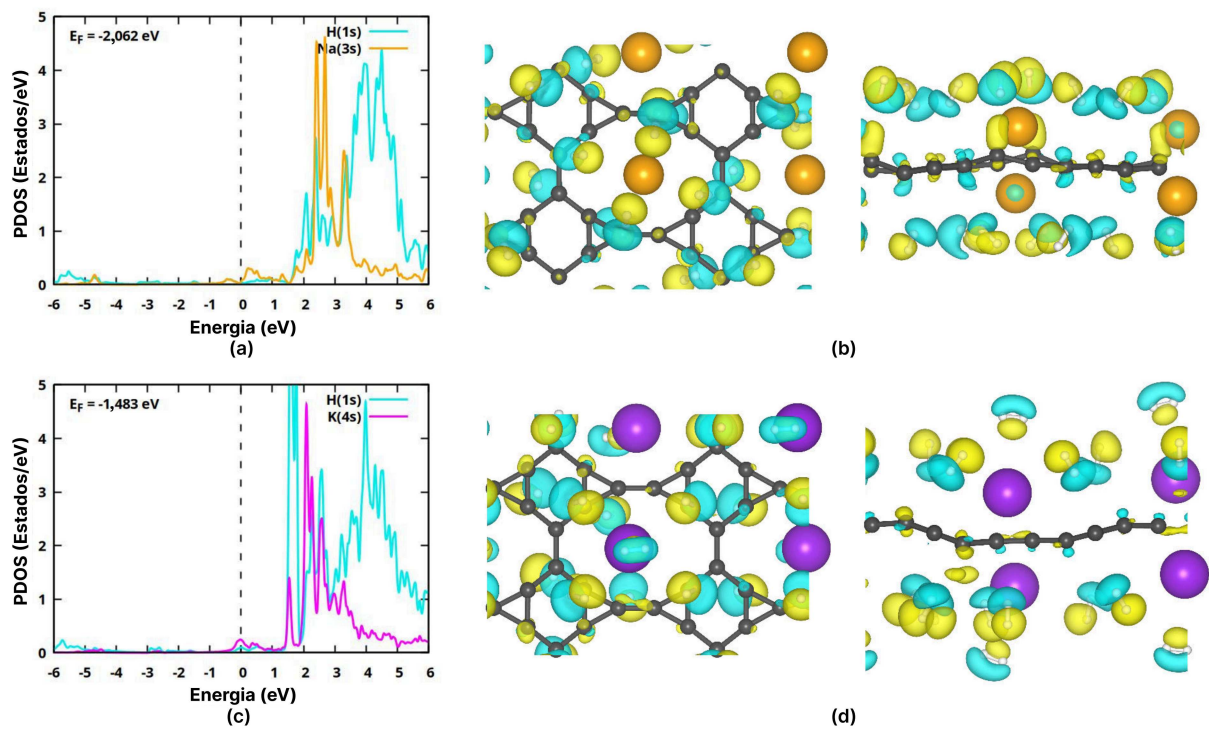 E_F = -2,062 eV
H(1s)
Na(3s)
PDOS (Estados/eV)
5
4
3
2
1
0
-6 -5 -4 -3 -2 -1 0 1 2 3 4 5 6
Energia (eV)
(a)
(b)
E_F = -1,483 eV
H(1s)
K(4s)
PDOS (Estados/eV)
5
4
3
2
1
0
-6 -5 -4 -3 -2 -1 0 1 2 3 4 5 6
Energia (eV)
(c)
(d)